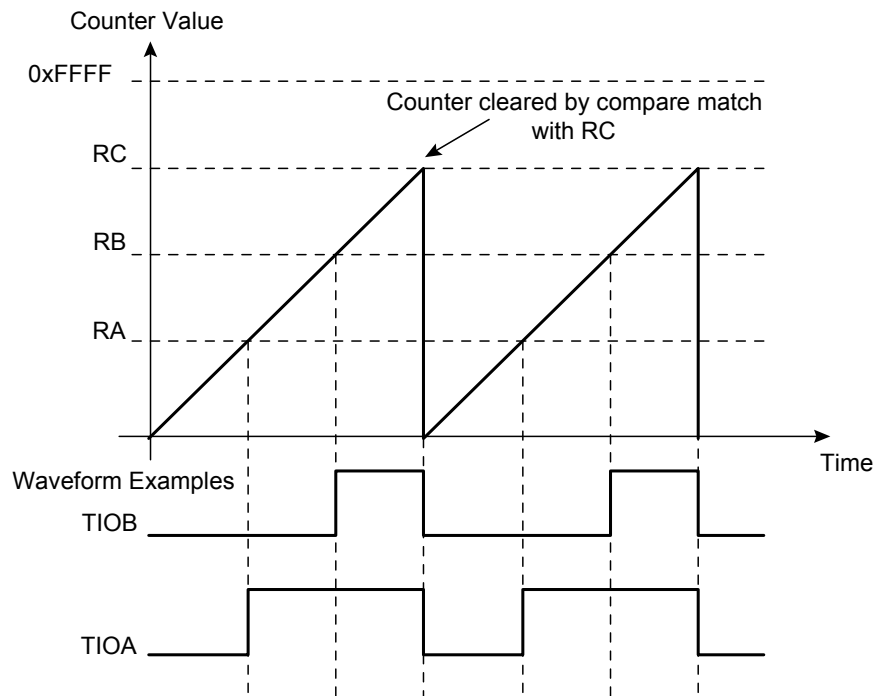 Counter Value
0xFFFF
Counter cleared by compare match
with RC
RC
RB
RA
Time
Waveform Examples
TIOB
TIOA